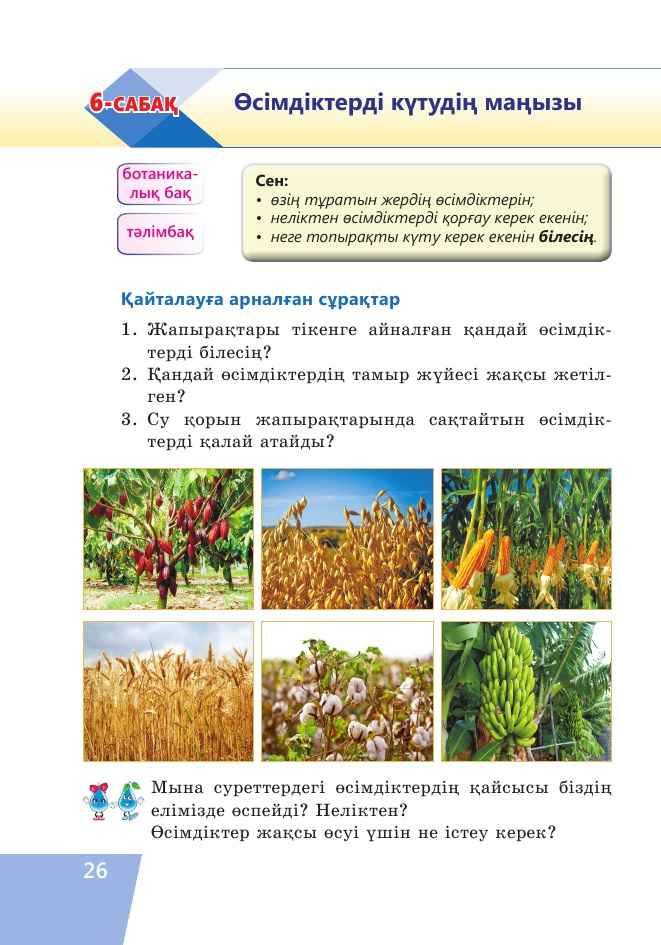 6-САБАҚ
Өсімдіктерді күтудің маңызы
ботаника-
лық бақ
тәлімбақ
Сен:
• өзің тұратын жердің өсімдіктерін;
• неліктен өсімдіктерді қорғау керек екенін;
• неге топырақты күту керек екенін білесің.
Қайталауға арналған сұрақтар
1. Жапырақтары тікенге айналған қандай өсімдік-
терді білесің?
2. Қандай өсімдіктердің тамыр жүйесі жақсы жетіл-
ген?
3. Су қорын жапырақтарында сақтайтын өсімдік-
терді қалай атайды?
Мына суреттердегі өсімдіктердің қайсысы біздің
елімізде өспейді? Неліктен?
Өсімдіктер жақсы өсуі үшін не істеу керек?
26